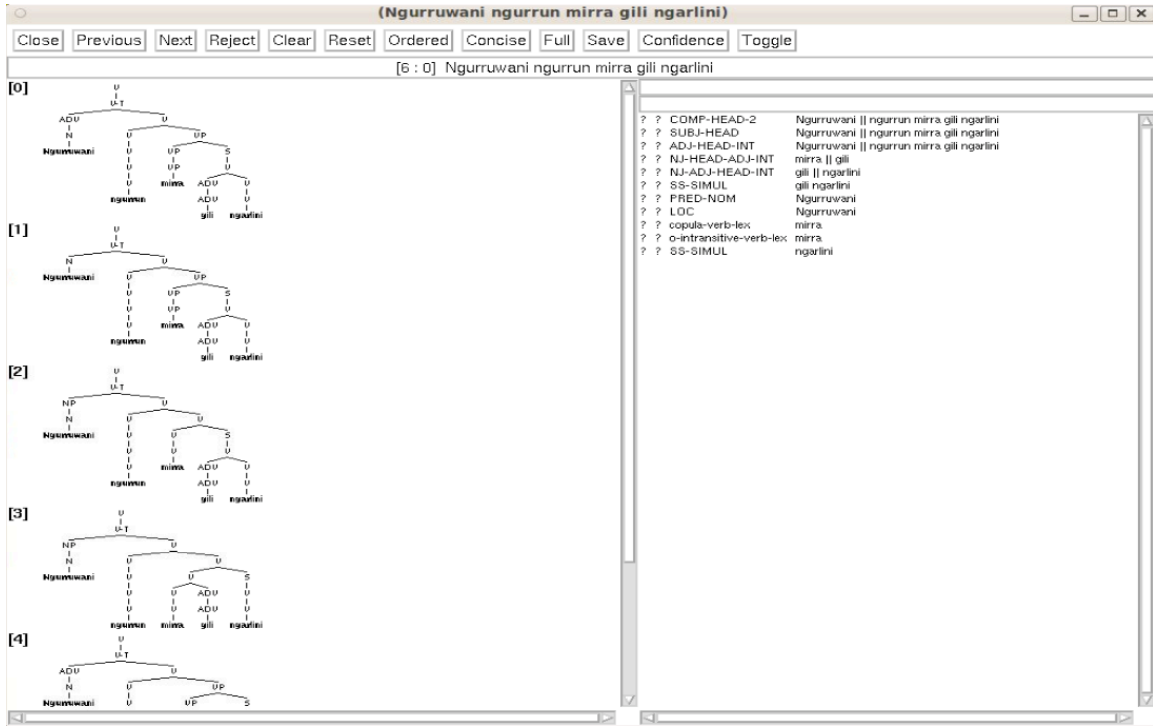 (Ngurruwani ngurrun mirra gili ngarlini)
Close Previous Next Reject Clear Reset Ordered Concise Full Save Confidence Toggle
[6 : 0] Ngurruwani ngurrun mirra gili ngarlini
[0]
V
V-T
ADV V
N V VP
Ngurruwani V VP S
V VP V
V mirra ADV V
ngurrun ADV V
gili ngarlini
[1]
V
V-T
N V
Ngurruwani V VP
V VP S
V VP V
V mirra ADV V
ngurrun ADV V
gili ngarlini
[2]
V
V-T
NP V
N V V
Ngurruwani V V S
V V V
V mirra ADV V
ngurrun ADV V
gili ngarlini
[3]
V
V-T
NP V
N V V
Ngurruwani V V S
V V ADV V
V V ADV V
ngurrun mirra gili ngarlini
[4]
V
V-T
ADV V
N V VP
Ngurruwani V VP S
? ? COMP-HEAD-2 Ngurruwani || ngurrun mirra gili ngarlini
? ? SUBJ-HEAD Ngurruwani || ngurrun mirra gili ngarlini
? ? ADJ-HEAD-INT Ngurruwani || ngurrun mirra gili ngarlini
? ? NJ-HEAD-ADJ-INT mirra || gili
? ? NJ-ADJ-HEAD-INT gili || ngarlini
? ? SS-SIMUL gili ngarlini
? ? PRED-NOM Ngurruwani
? ? LOC Ngurruwani
? ? copula-verb-lex mirra
? ? o-intransitive-verb-lex mirra
? ? SS-SIMUL ngarlini